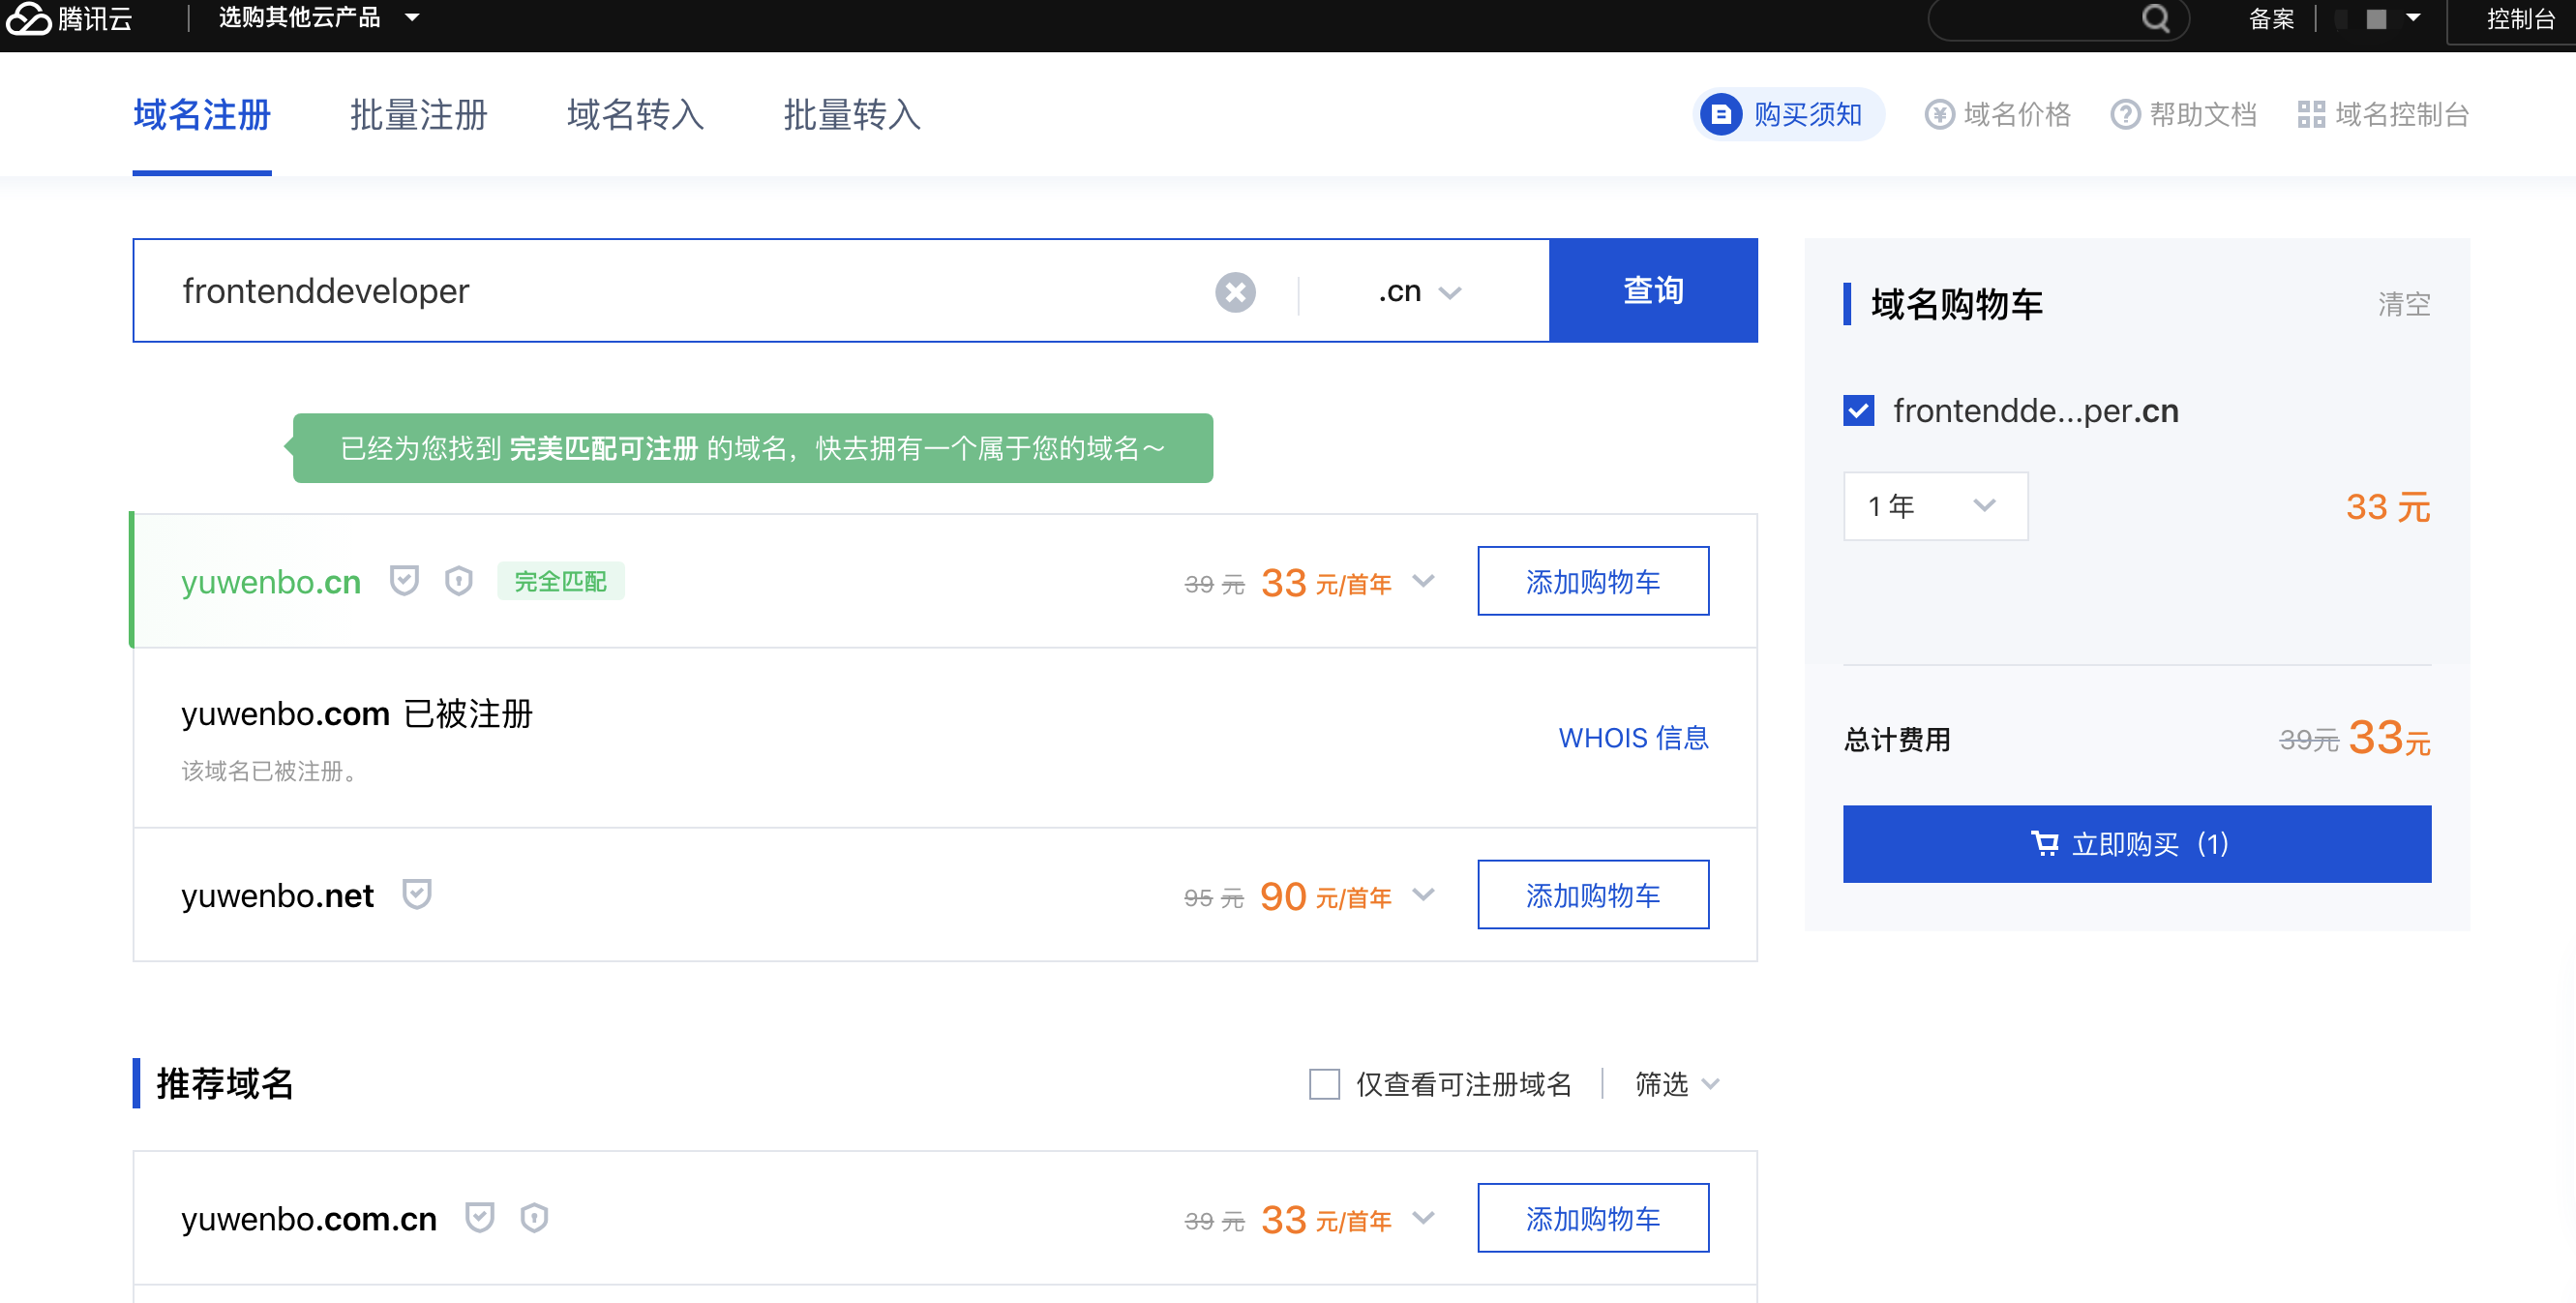 腾讯云 选购其他云产品 备案 控制台
域名注册 批量注册 域名转入 批量转入 购买须知 域名价格 帮助文档 域名控制台
frontenddeveloper .cn 查询
已经为您找到 完美匹配可注册 的域名，快去拥有一个属于您的域名～
yuwenbo.cn 完全匹配 39 元 33 元/首年 添加购物车
yuwenbo.com 已被注册
该域名已被注册。
WHOIS 信息
yuwenbo.net 95 元 90 元/首年 添加购物车
推荐域名 仅查看可注册域名 筛选
yuwenbo.com.cn 39 元 33 元/首年 添加购物车
域名购物车 清空
frontendde...per.cn
1 年 33 元
总计费用 39元 33元
立即购买（1）